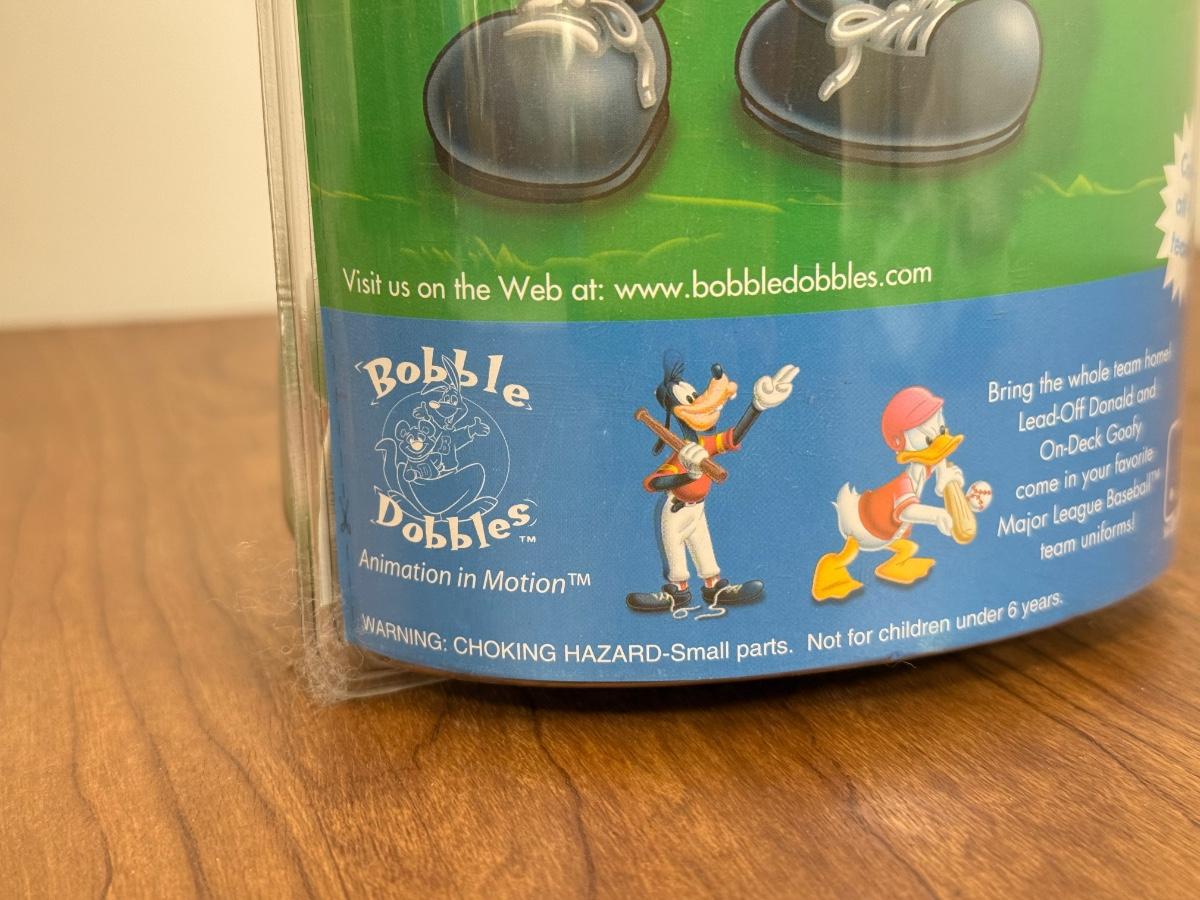 Visit us on the Web at: www.bobbledobbles.com
Bobble
Dobbles™
Animation in Motion™
Bring the whole team home!
Lead-Off Donald and
On-Deck Goofy
come in your favorite
Major League Baseball™
team uniforms!
WARNING: CHOKING HAZARD-Small parts. Not for children under 6 years.